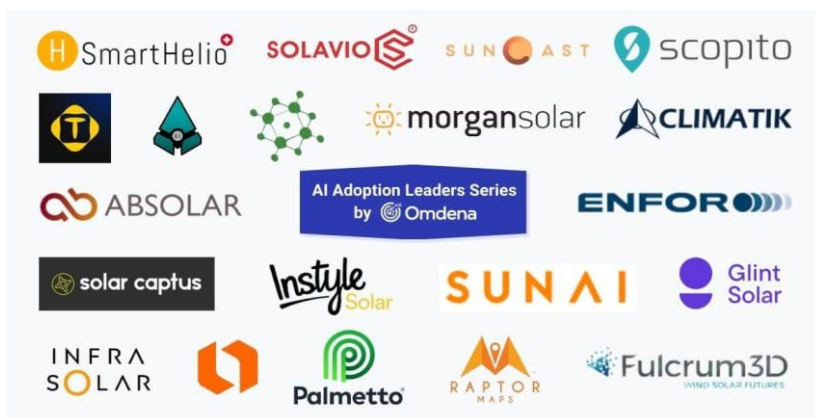 H SmartHelio
SOLAVIO
SUNCAST
scopito
T
morgansolar
CLIMATIK
ABSOLAR
AI Adoption Leaders Series
by Omdena
ENFOR
solar captus
Instyle
Solar
SUNAI
Glint
Solar
INFRA
SOLAR
Palmetto
RAPTOR
MAPS
Fulcrum3D
WIND SOLAR FUTURES